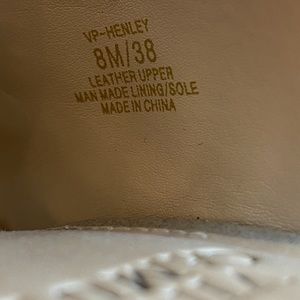 VP-HENLEY
8M/38
LEATHER UPPER
MAN MADE LINING/SOLE
MADE IN CHINA